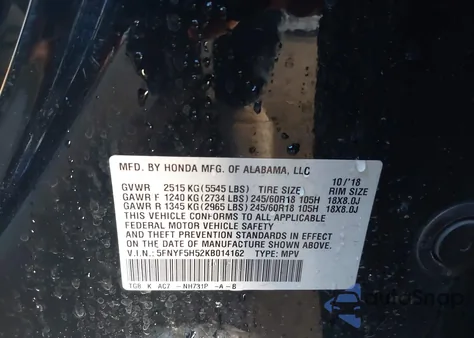 MFD. BY HONDA MFG. OF ALABAMA, LLC 10/'18
GVWR 2515 KG (5545 LBS) TIRE SIZE RIM SIZE
GAWR F 1240 KG (2734 LBS) 245/60R18 105H 18X8.0J
GAWR R 1345 KG (2965 LBS) 245/60R18 105H 18X8.0J
THIS VEHICLE CONFORMS TO ALL APPLICABLE
FEDERAL MOTOR VEHICLE SAFETY
AND THEFT PREVENTION STANDARDS IN EFFECT
ON THE DATE OF MANUFACTURE SHOWN ABOVE.
V.I.N.: 5FNYF5H52KB014162 TYPE: MPV
TG8 K AC7 NH731P -A-B
AutoSnap